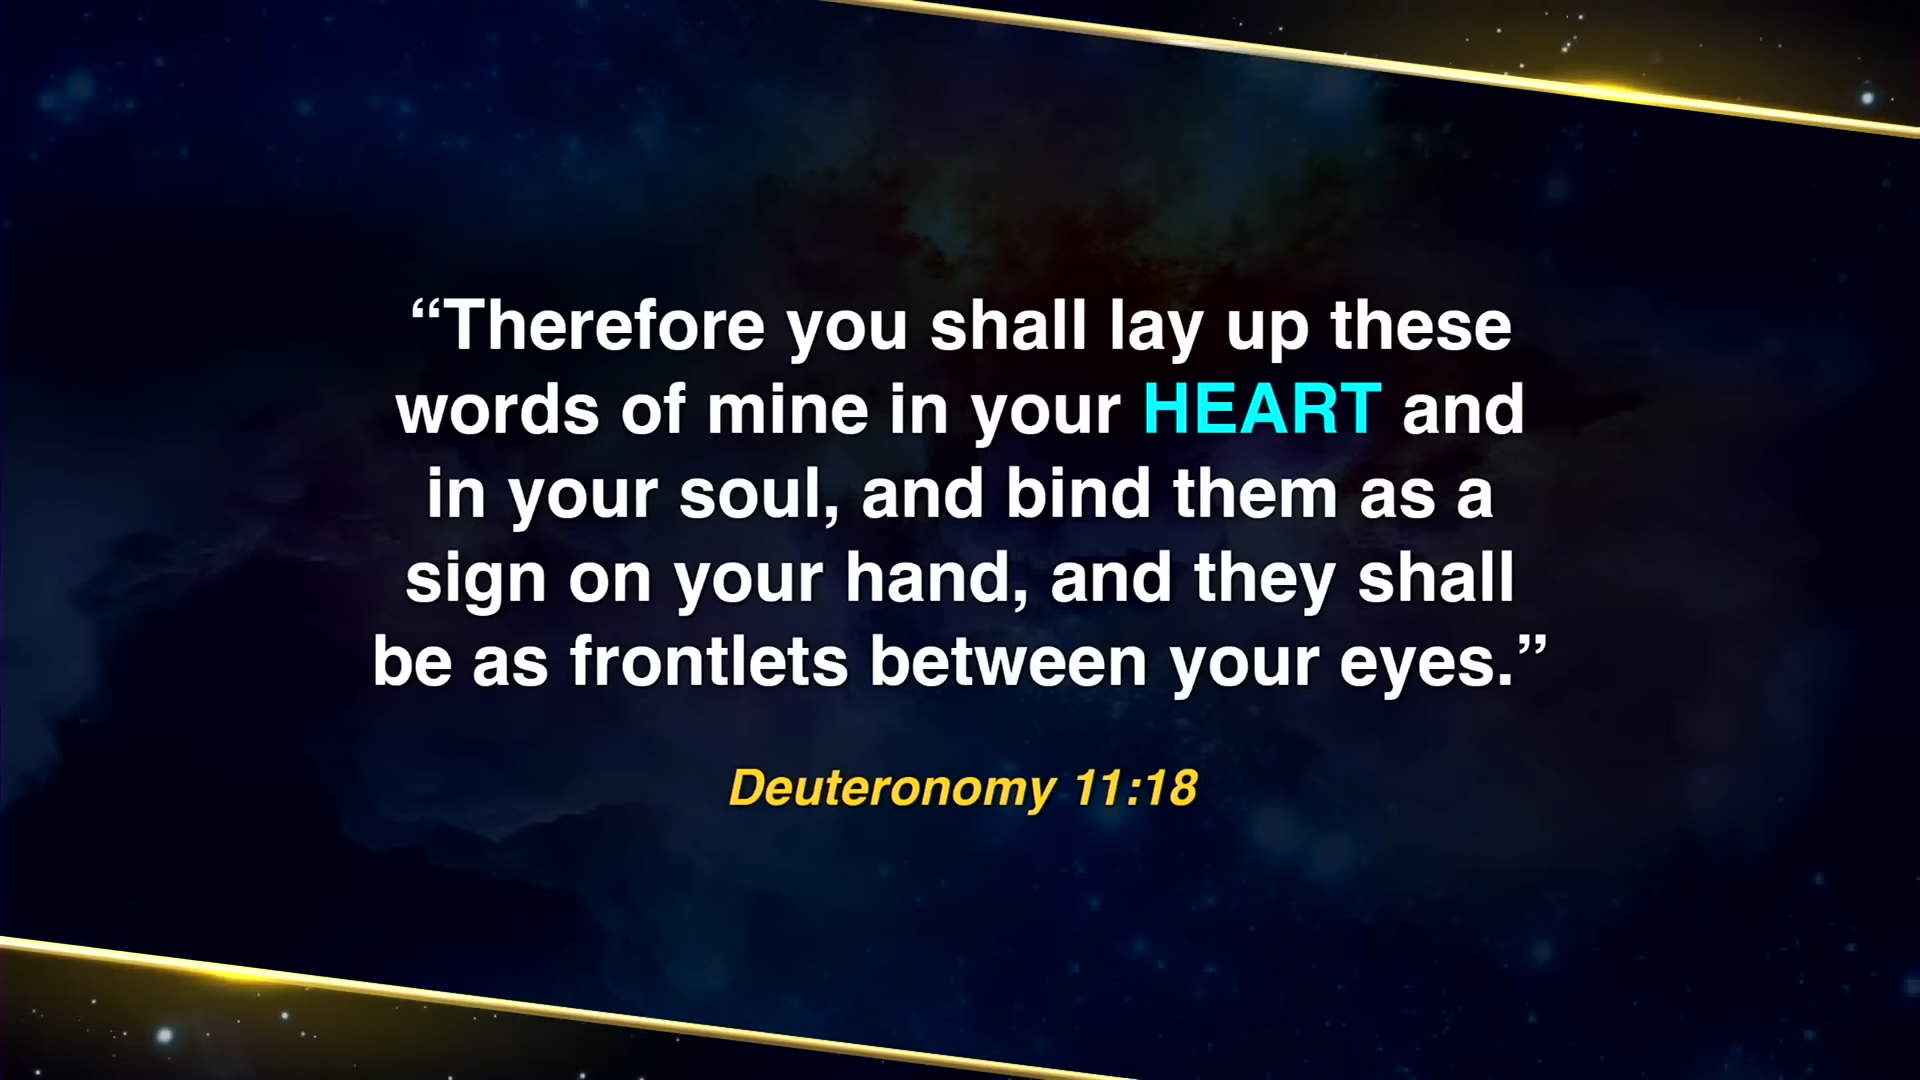 “Therefore you shall lay up these
words of mine in your HEART and
in your soul, and bind them as a
sign on your hand, and they shall
be as frontlets between your eyes.”
Deuteronomy 11:18